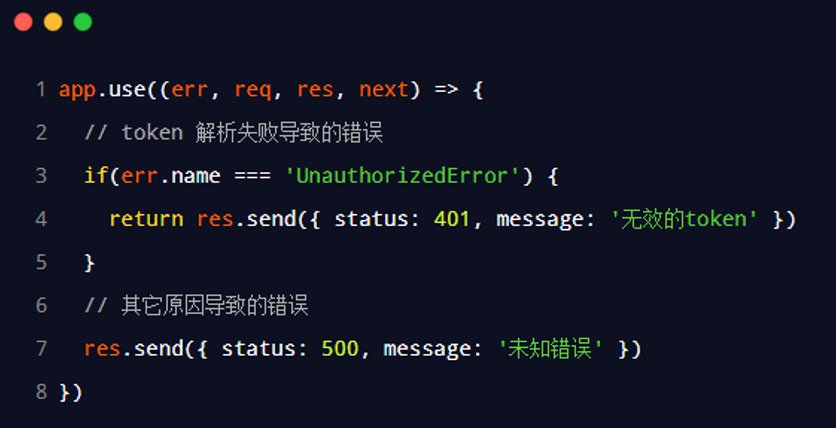 1 app.use((err, req, res, next) => {
2 // token 解析失败导致的错误
3 if(err.name === 'UnauthorizedError') {
4 return res.send({ status: 401, message: '无效的token' })
5 }
6 // 其它原因导致的错误
7 res.send({ status: 500, message: '未知错误' })
8 })